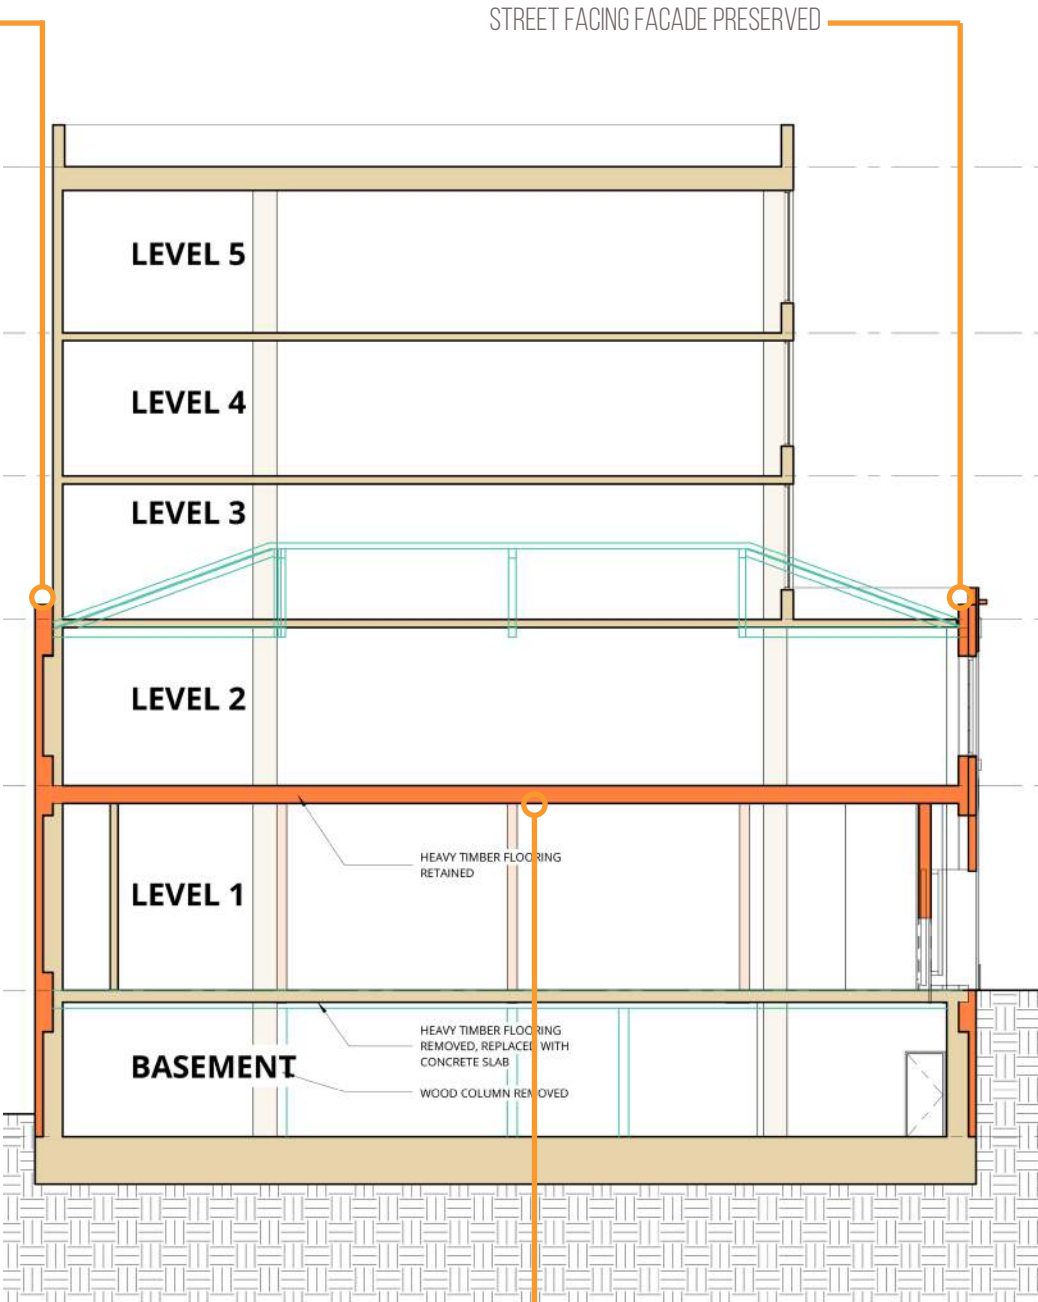 STREET FACING FACADE PRESERVED
LEVEL 5
LEVEL 4
LEVEL 3
LEVEL 2
HEAVY TIMBER FLOORING
RETAINED
LEVEL 1
HEAVY TIMBER FLOORING
REMOVED, REPLACED WITH
CONCRETE SLAB
BASEMENT
WOOD COLUMN REMOVED